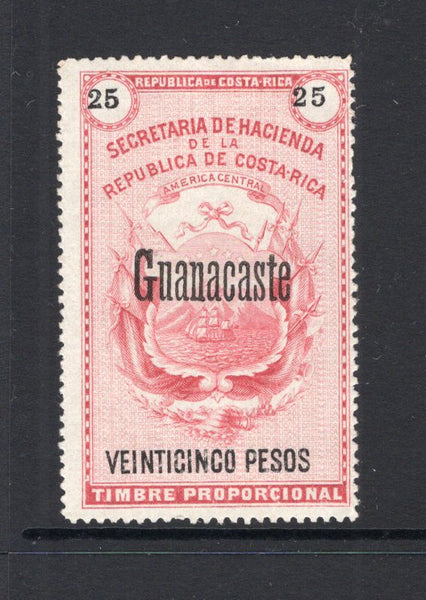 REPUBLICA DE COSTA-RICA
25 25
SECRETARIA DE HACIENDA
DE LA
REPUBLICA DE COSTA-RICA
AMERICA CENTRAL
Guanacaste
VEINTICINCO PESOS
TIMBRE PROPORCIONAL